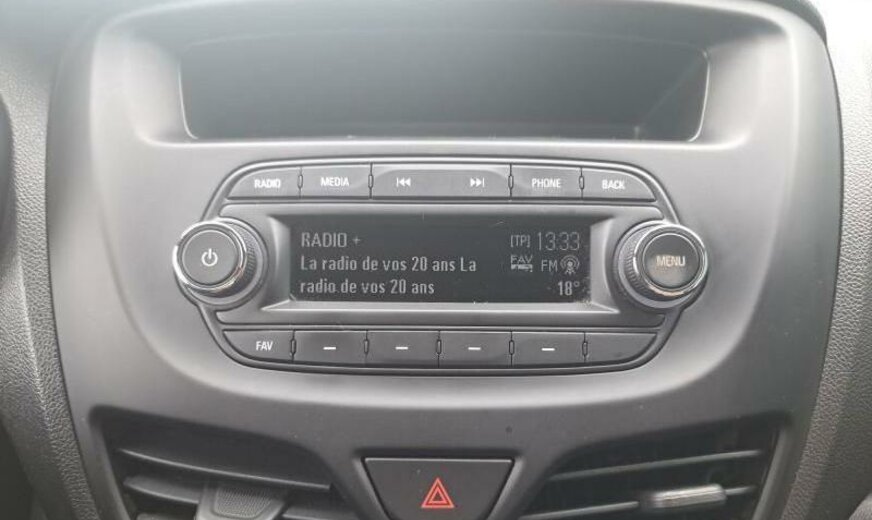 RADIO MEDIA PHONE BACK
RADIO + [TP] 13:33
La radio de vos 20 ans La FAV FM
radio de vos 20 ans 18°
MENU
FAV